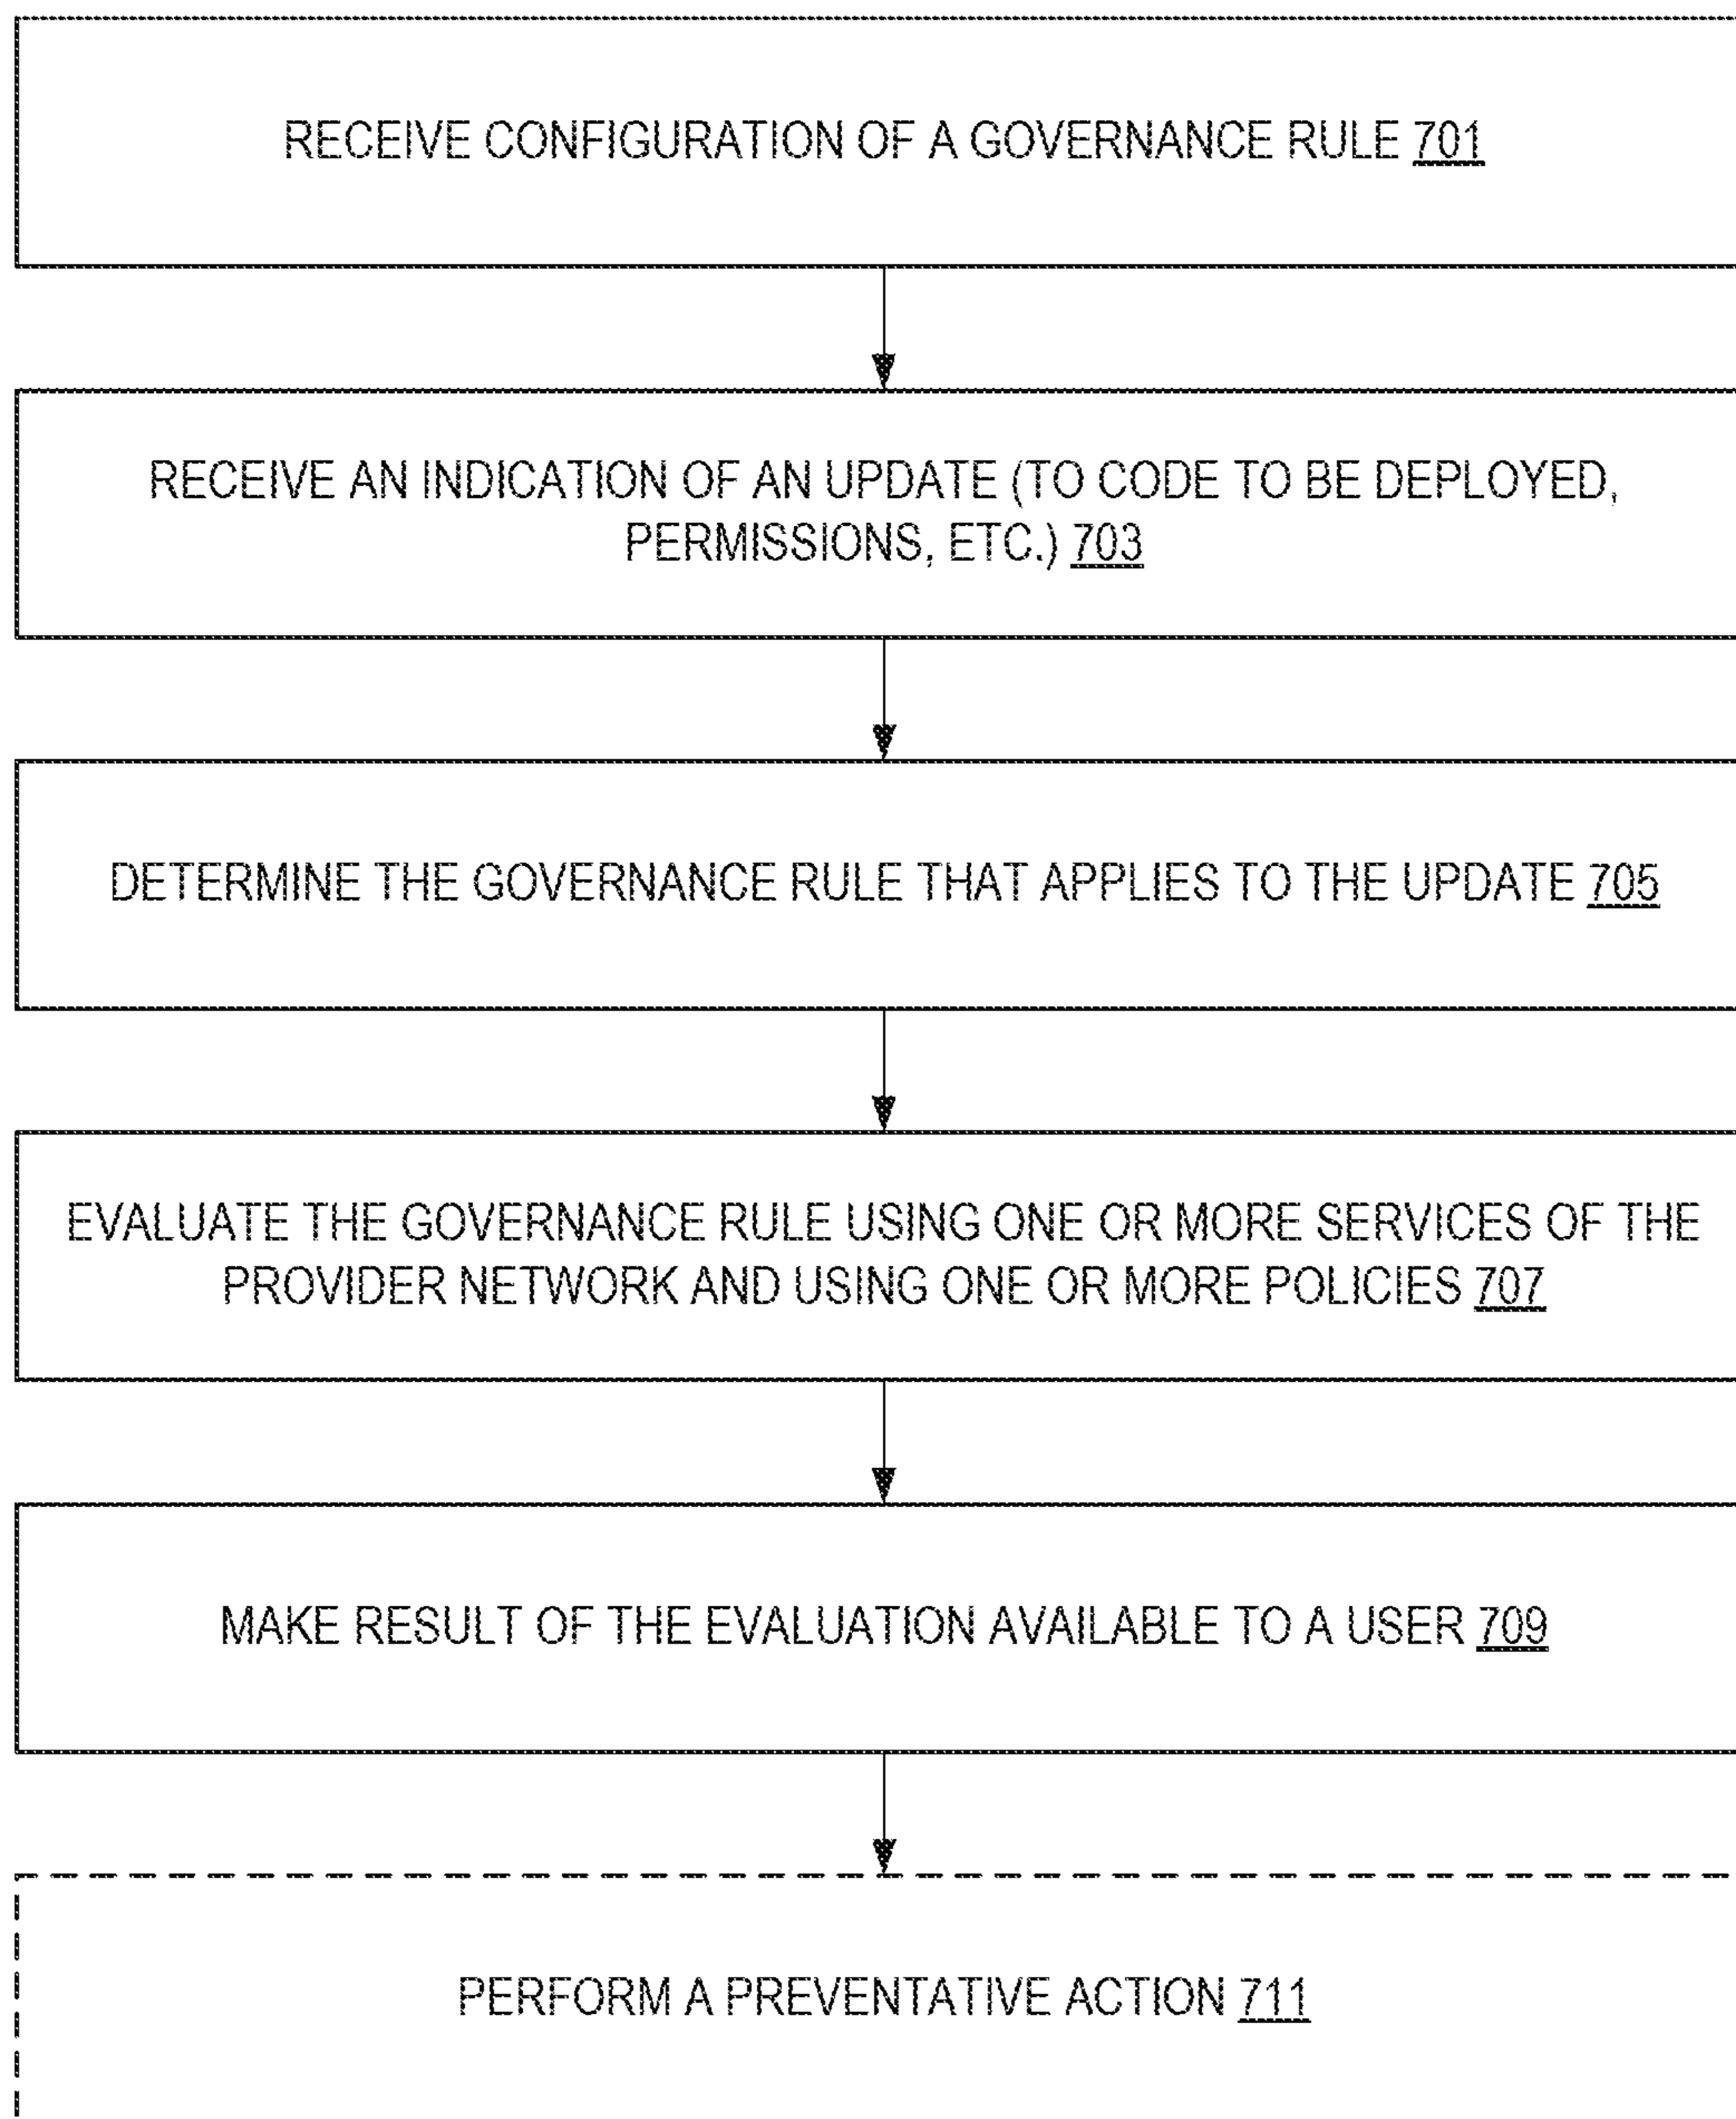 RECEIVE CONFIGURATION OF A GOVERNANCE RULE 701
RECEIVE AN INDICATION OF AN UPDATE (TO CODE TO BE DEPLOYED,
PERMISSIONS, ETC.) 703
DETERMINE THE GOVERNANCE RULE THAT APPLIES TO THE UPDATE 705
EVALUATE THE GOVERNANCE RULE USING ONE OR MORE SERVICES OF THE
PROVIDER NETWORK AND USING ONE OR MORE POLICIES 707
MAKE RESULT OF THE EVALUATION AVAILABLE TO A USER 709
PERFORM A PREVENTATIVE ACTION 711